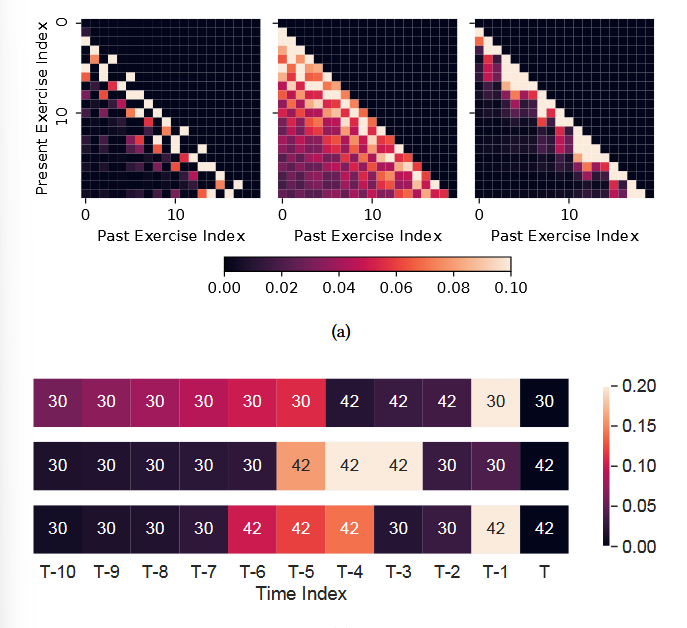 Present Exercise Index
0
10
0 10 0 10 0 10
Past Exercise Index Past Exercise Index Past Exercise Index
0.00 0.02 0.04 0.06 0.08 0.10
(a)
30 30 30 30 30 30 42 42 42 30 30
30 30 30 30 30 42 42 42 30 30 42
30 30 30 30 42 42 42 30 30 42 42
T-10 T-9 T-8 T-7 T-6 T-5 T-4 T-3 T-2 T-1 T
Time Index
0.20
0.15
0.10
0.05
0.00